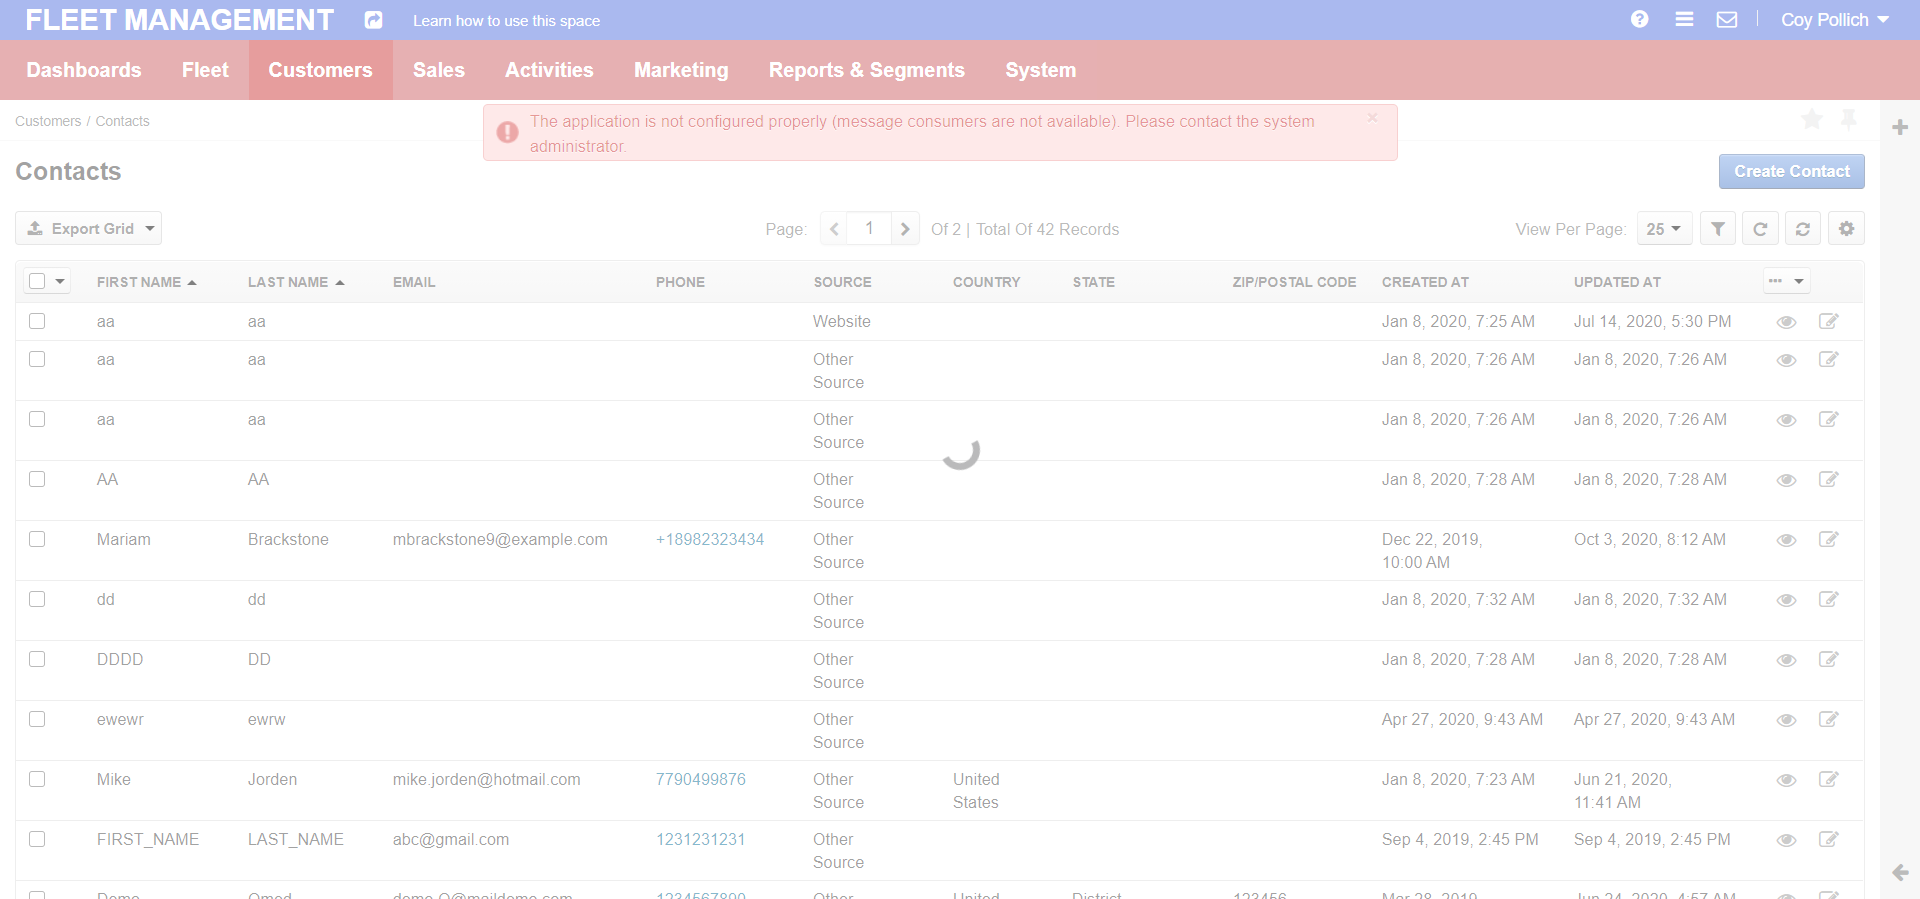 FLEET MANAGEMENT Learn how to use this space Coy Pollich
Dashboards Fleet Customers Sales Activities Marketing Reports & Segments System
Customers / Contacts
The application is not configured properly (message consumers are not available). Please contact the system
administrator.
×
Contacts
Create Contact
Export Grid Page: 1 Of 2 | Total Of 42 Records View Per Page: 25
FIRST NAME LAST NAME EMAIL PHONE SOURCE COUNTRY STATE ZIP/POSTAL CODE CREATED AT UPDATED AT
aa aa Website Jan 8, 2020, 7:25 AM Jul 14, 2020, 5:30 PM
aa aa Other Jan 8, 2020, 7:26 AM Jan 8, 2020, 7:26 AM
Source
aa aa Other Jan 8, 2020, 7:26 AM Jan 8, 2020, 7:26 AM
Source
AA AA Other Jan 8, 2020, 7:28 AM Jan 8, 2020, 7:28 AM
Source
Mariam Brackstone mbrackstone9@example.com +18982323434 Other Dec 22, 2019, Oct 3, 2020, 8:12 AM
Source 10:00 AM
dd dd Other Jan 8, 2020, 7:32 AM Jan 8, 2020, 7:32 AM
Source
DDDD DD Other Jan 8, 2020, 7:28 AM Jan 8, 2020, 7:28 AM
Source
ewewr ewrw Other Apr 27, 2020, 9:43 AM Apr 27, 2020, 9:43 AM
Source
Mike Jorden mike.jorden@hotmail.com 7790499876 Other United Jan 8, 2020, 7:23 AM Jun 21, 2020,
Source States 11:41 AM
FIRST_NAME LAST_NAME abc@gmail.com 1231231231 Other Sep 4, 2019, 2:45 PM Sep 4, 2019, 2:45 PM
Source
1234567890 Other United District 123456 Mar 28, 2019, Jun 24, 2020, 4:57 AM